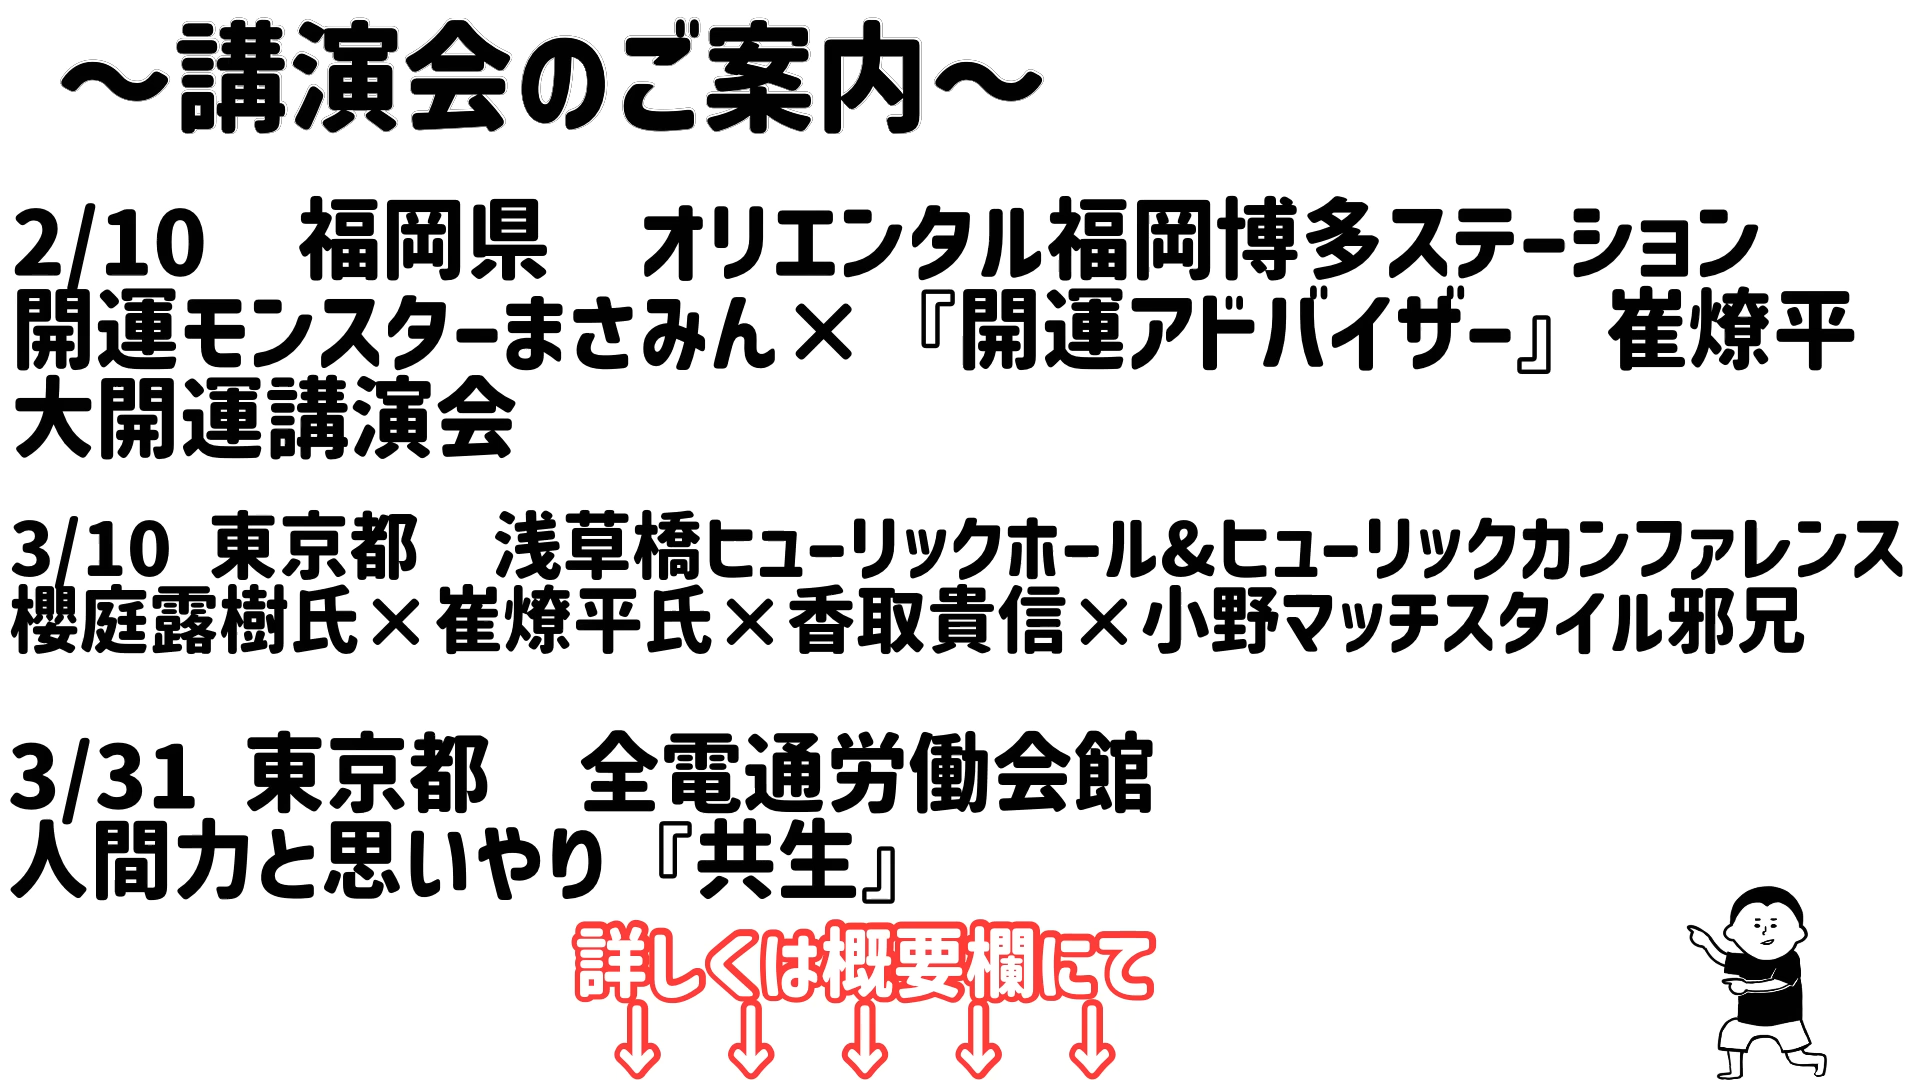 ～講演会のご案内～
2/10　福岡県　オリエンタル福岡博多ステーション
開運モンスターまさみん×『開運アドバイザー』崔燎平
大開運講演会
3/10 東京都　浅草橋ヒューリックホール&ヒューリックカンファレンス
櫻庭露樹氏×崔燎平氏×香取貴信×小野マッチスタイル邪兄
3/31 東京都　全電通労働会館
人間力と思いやり『共生』
詳しくは概要欄にて
↓ ↓ ↓ ↓ ↓